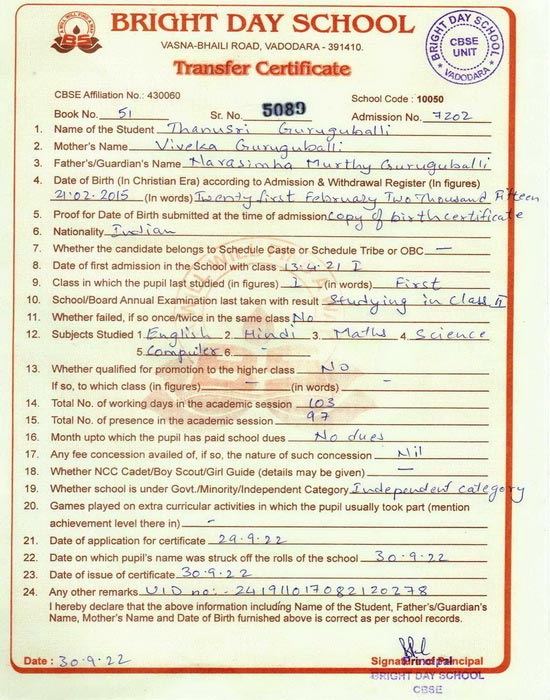 BRIGHT DAY SCHOOL
VASNA-BHAILI ROAD, VADODARA - 391410.
Transfer Certificate
BRIGHT DAY SCHOOL
CBSE
UNIT
VADODARA
CBSE Affiliation No.: 430060
School Code : 10050
Book No. 51 Sr. No. 5089 Admission No. 7202
1. Name of the Student Thanusri Guruguballi
2. Mother's Name Viveka Guruguballi
3. Father's/Guardian's Name Narasimha Murthy Guruguballi
4. Date of Birth (In Christian Era) according to Admission & Withdrawal Register (In figures)
21.02.2015 (In words) Twenty first February Two Thousand Fifteen
5. Proof for Date of Birth submitted at the time of admission copy of birth certificate
6. Nationality Indian
7. Whether the candidate belongs to Schedule Caste or Schedule Tribe or OBC —
8. Date of first admission in the School with class 13.4.21 I
9. Class in which the pupil last studied (in figures) I (in words) First
10. School/Board Annual Examination last taken with result Studying in Class II
11. Whether failed, if so once/twice in the same class No
12. Subjects Studied 1. English 2. Hindi 3. Maths 4. Science
5. Computer 6. -
13. Whether qualified for promotion to the higher class No
If so, to which class (in figures) - (in words) -
14. Total No. of working days in the academic session 103
15. Total No. of presence in the academic session 97
16. Month upto which the pupil has paid school dues No dues
17. Any fee concession availed of, if so, the nature of such concession Nil
18. Whether NCC Cadet/Boy Scout/Girl Guide (details may be given) —
19. Whether school is under Govt./Minority/Independent Category Independent category
20. Games played on extra curricular activities in which the pupil usually took part (mention
achievement level there in) -
21. Date of application for certificate 29.9.22
22. Date on which pupil's name was struck off the rolls of the school 30.9.22
23. Date of issue of certificate 30.9.22
24. Any other remarks UID no:- 241911017082120278
I hereby declare that the above information including Name of the Student, Father's/Guardian's
Name, Mother's Name and Date of Birth furnished above is correct as per school records.
Date : 30.9.22
Signature of Principal
Principal
BRIGHT DAY SCHOOL
CBSE